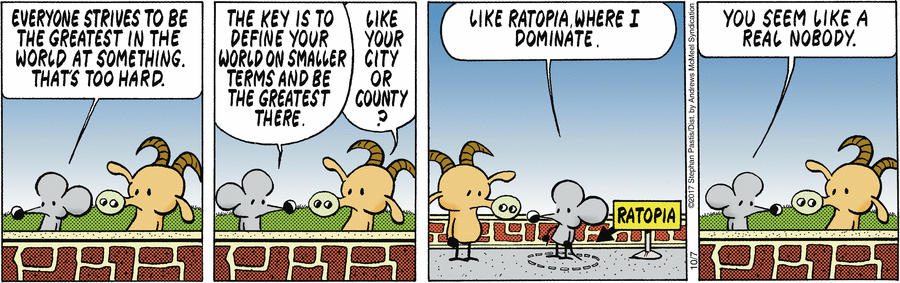 EVERYONE STRIVES TO BE
THE GREATEST IN THE
WORLD AT SOMETHING.
THAT'S TOO HARD.
THE KEY IS TO
DEFINE YOUR
WORLD ON SMALLER
TERMS AND BE
THE GREATEST
THERE.
LIKE
YOUR
CITY
OR
COUNTY
?
LIKE RATOPIA, WHERE I
DOMINATE.
RATOPIA
10/7
©2017 Stephan Pastis/Dist. by Andrews McMeel Syndication
YOU SEEM LIKE A
REAL NOBODY.